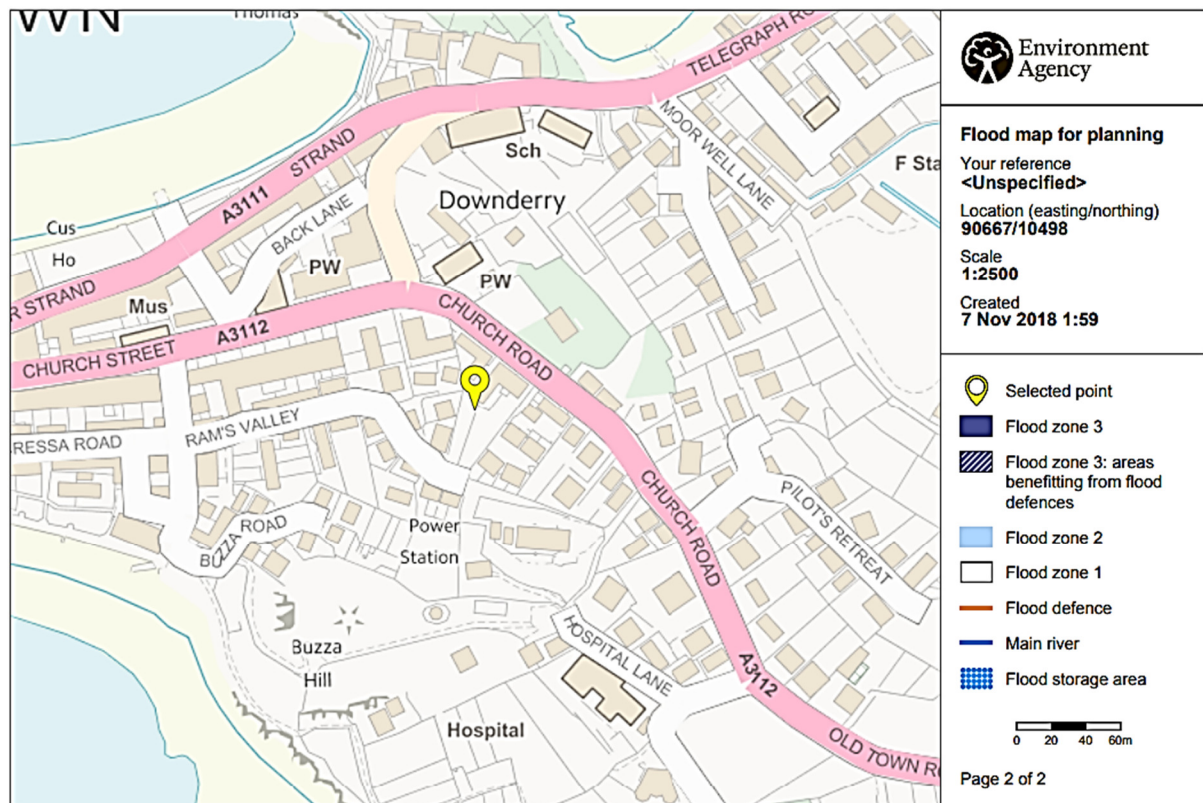 WN
Thomas
TELEGRAPH RO
MOOR WELL LANE
Sch
F Sta
STRAND
A3111
BACK LANE
Downderry
Cus
Ho
PW
PW
R STRAND
Mus
A3112
CHURCH STREET
CHURCH ROAD
RESSA ROAD
RAM'S VALLEY
CHURCH ROAD
PILOT'S RETREAT
BUZZA ROAD
Power
Station
HOSPITAL LANE
Buzza
Hill
A3112
Hospital
OLD TOWN R
Environment
Agency
Flood map for planning
Your reference
<Unspecified>
Location (easting/northing)
90667/10498
Scale
1:2500
Created
7 Nov 2018 1:59
Selected point
Flood zone 3
Flood zone 3: areas
benefitting from flood
defences
Flood zone 2
Flood zone 1
Flood defence
Main river
Flood storage area
0 20 40 60m
Page 2 of 2